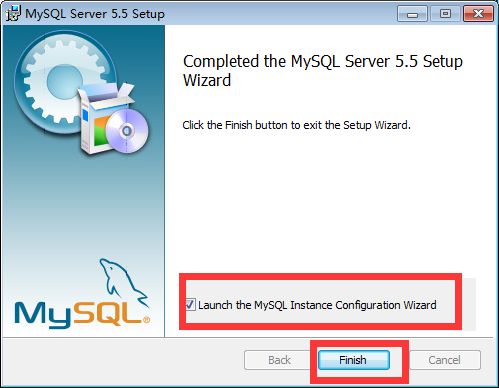 MySQL Server 5.5 Setup
Completed the MySQL Server 5.5 Setup
Wizard
Click the Finish button to exit the Setup Wizard.
Launch the MySQL Instance Configuration Wizard
MySQL®
Back
Finish
Cancel